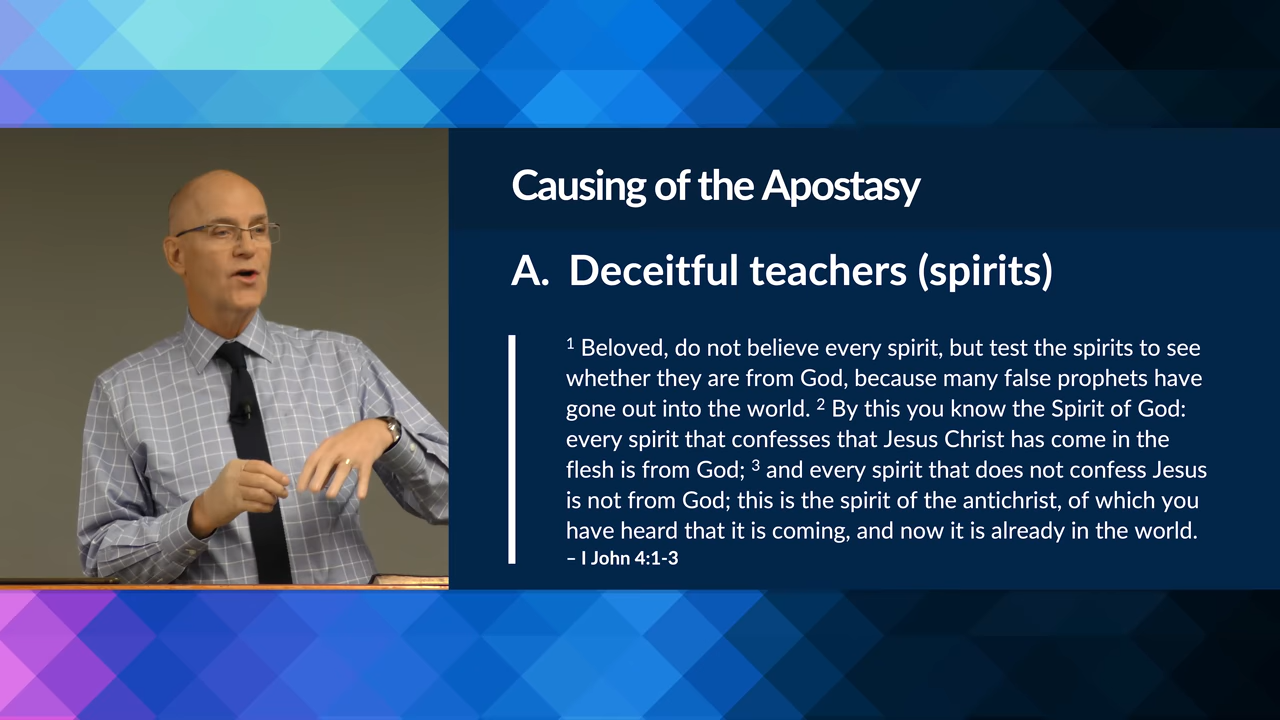 Causing of the Apostasy
A. Deceitful teachers (spirits)
1 Beloved, do not believe every spirit, but test the spirits to see
whether they are from God, because many false prophets have
gone out into the world. 2 By this you know the Spirit of God:
every spirit that confesses that Jesus Christ has come in the
flesh is from God; 3 and every spirit that does not confess Jesus
is not from God; this is the spirit of the antichrist, of which you
have heard that it is coming, and now it is already in the world.
– I John 4:1-3